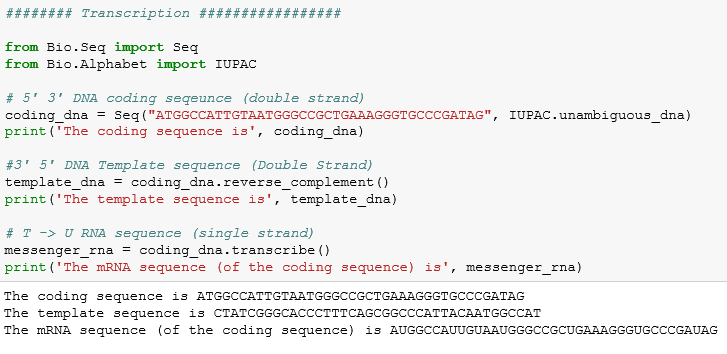 ######## Transcription #################
from Bio.Seq import Seq
from Bio.Alphabet import IUPAC
# 5' 3' DNA coding seqeunce (double strand)
coding_dna = Seq("ATGGCCATTGTAATGGGCCGCTGAAAGGGTGCCCGATAG", IUPAC.unambiguous_dna)
print('The coding sequence is', coding_dna)
#3' 5' DNA Template sequence (Double Strand)
template_dna = coding_dna.reverse_complement()
print('The template sequence is', template_dna)
# T -> U RNA sequence (single strand)
messenger_rna = coding_dna.transcribe()
print('The mRNA sequence (of the coding sequence) is', messenger_rna)
The coding sequence is ATGGCCATTGTAATGGGCCGCTGAAAGGGTGCCCGATAG
The template sequence is CTATCGGGCACCCTTTCAGCGGCCCATTACAATGGCCAT
The mRNA sequence (of the coding sequence) is AUGGCCAUUGUAAUGGGCCGCUGAAAGGGUGCCCGAUAG